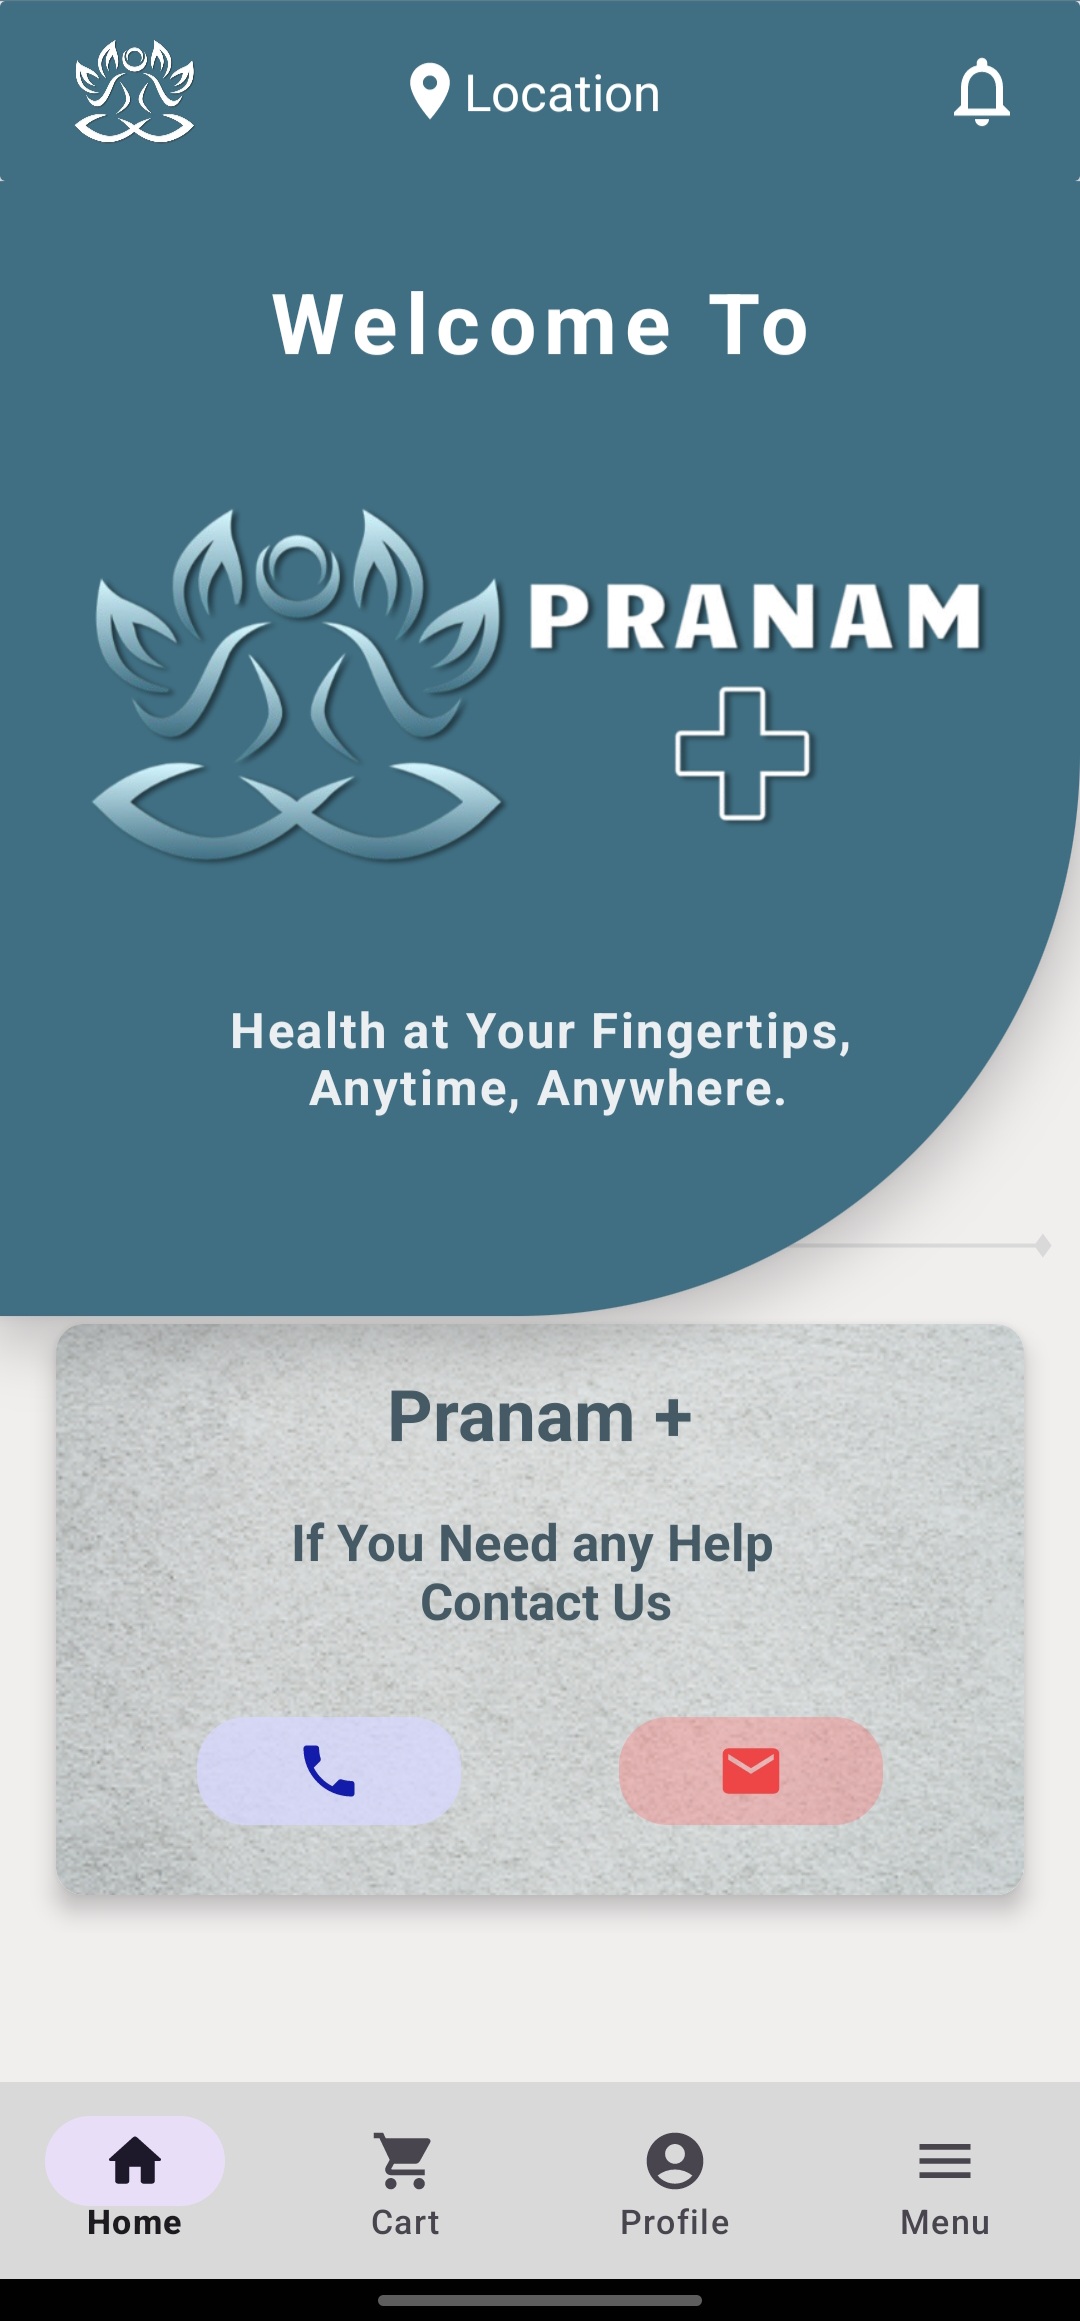 Location
Welcome To
PRANAM
Health at Your Fingertips,
Anytime, Anywhere.
Pranam +
If You Need any Help
Contact Us
Home
Cart
Profile
Menu